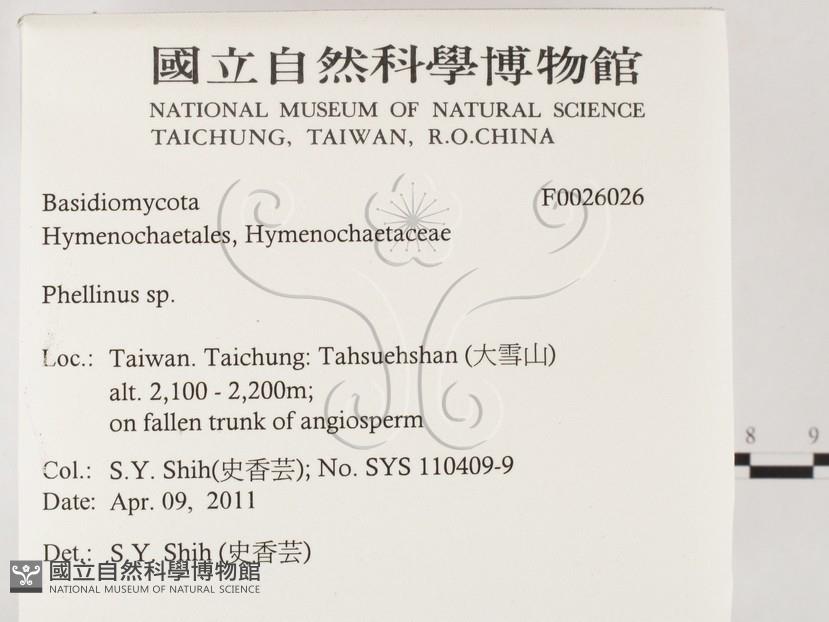 國立自然科學博物館
NATIONAL MUSEUM OF NATURAL SCIENCE
TAICHUNG, TAIWAN, R.O.CHINA
Basidiomycota F0026026
Hymenochaetales, Hymenochaetaceae
Phellinus sp.
Loc.: Taiwan. Taichung: Tahsuehshan (大雪山)
alt. 2,100 - 2,200m;
on fallen trunk of angiosperm
8 9
Col.: S.Y. Shih(史香芸); No. SYS 110409-9
Date: Apr. 09, 2011
Det.: S.Y. Shih (史香芸)
國立自然科學博物館
NATIONAL MUSEUM OF NATURAL SCIENCE